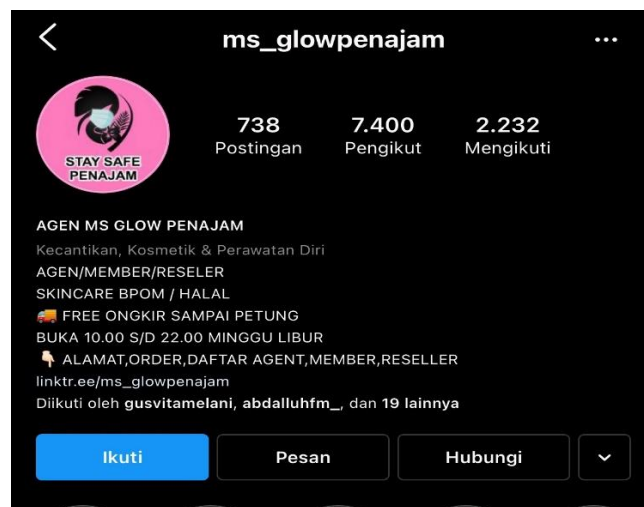 ms_glowpenajam
STAY SAFE
PENAJAM
738 7.400 2.232
Postingan Pengikut Mengikuti
AGEN MS GLOW PENAJAM
Kecantikan, Kosmetik & Perawatan Diri
AGEN/MEMBER/RESELER
SKINCARE BPOM / HALAL
🚚 FREE ONGKIR SAMPAI PETUNG
BUKA 10.00 S/D 22.00 MINGGU LIBUR
👇🏻 ALAMAT,ORDER,DAFTAR AGENT,MEMBER,RESELLER
linktr.ee/ms_glowpenajam
Diikuti oleh gusvitamelani, abdalluhfm_, dan 19 lainnya
Ikuti Pesan Hubungi